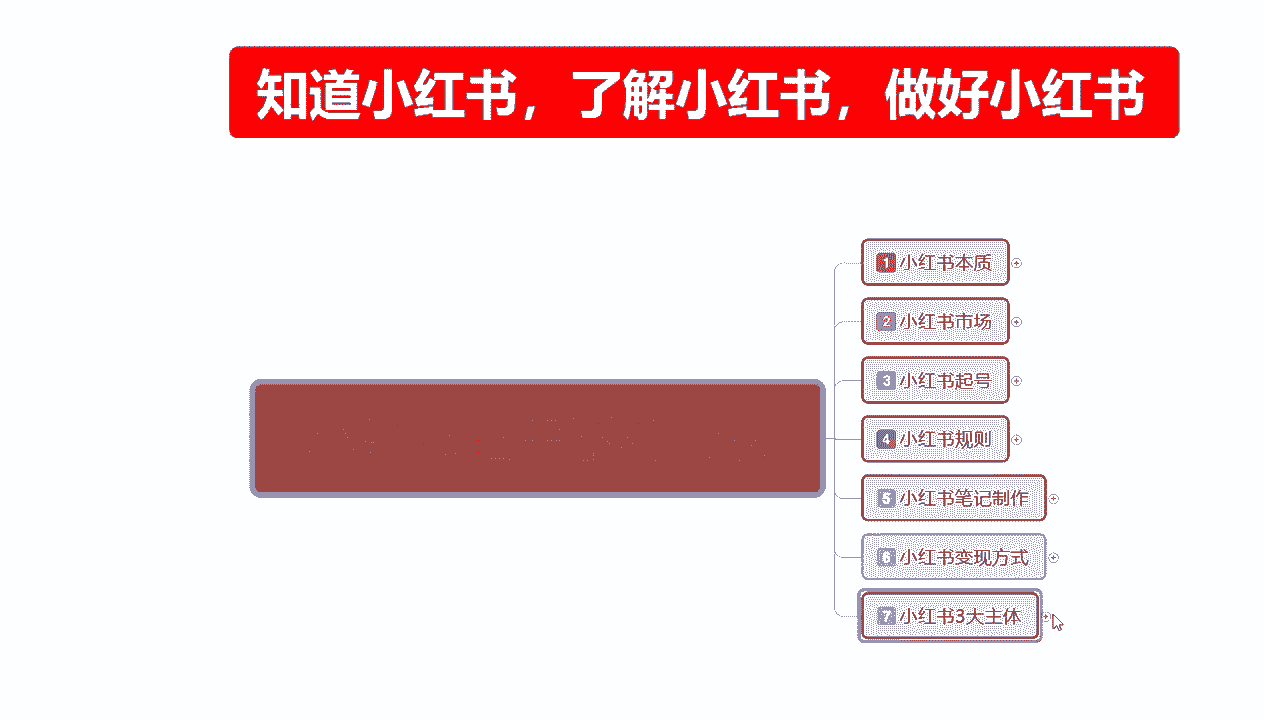 知道小红书，了解小红书，做好小红书
1 小红书本质
2 小红书市场
3 小红书起号
4 小红书规则
5 小红书笔记制作
6 小红书变现方式
7 小红书3大主体